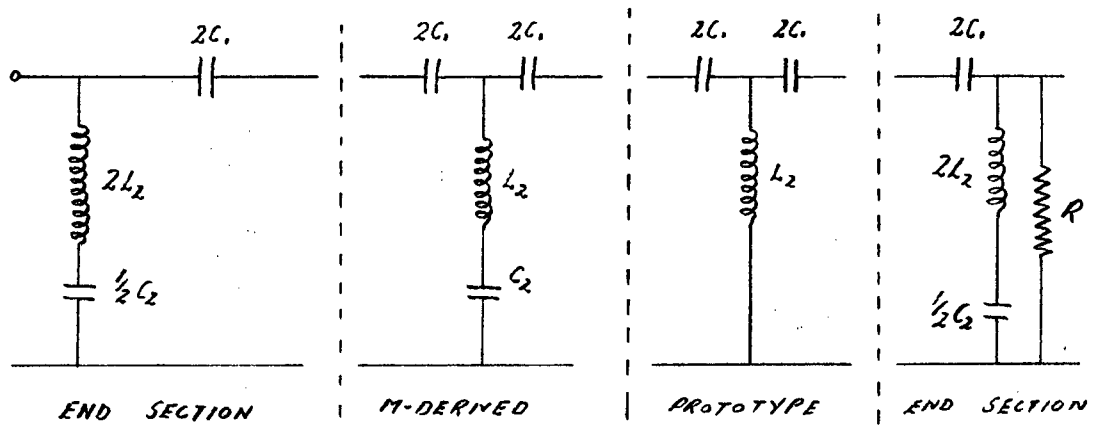 2C₁
2C₁ 2C₁
2C₁ 2C₁
2C₁
2L₂
L₂
L₂
2L₂
R
½C₂
C₂
½C₂
END SECTION
M-DERIVED
PROTOTYPE
END SECTION